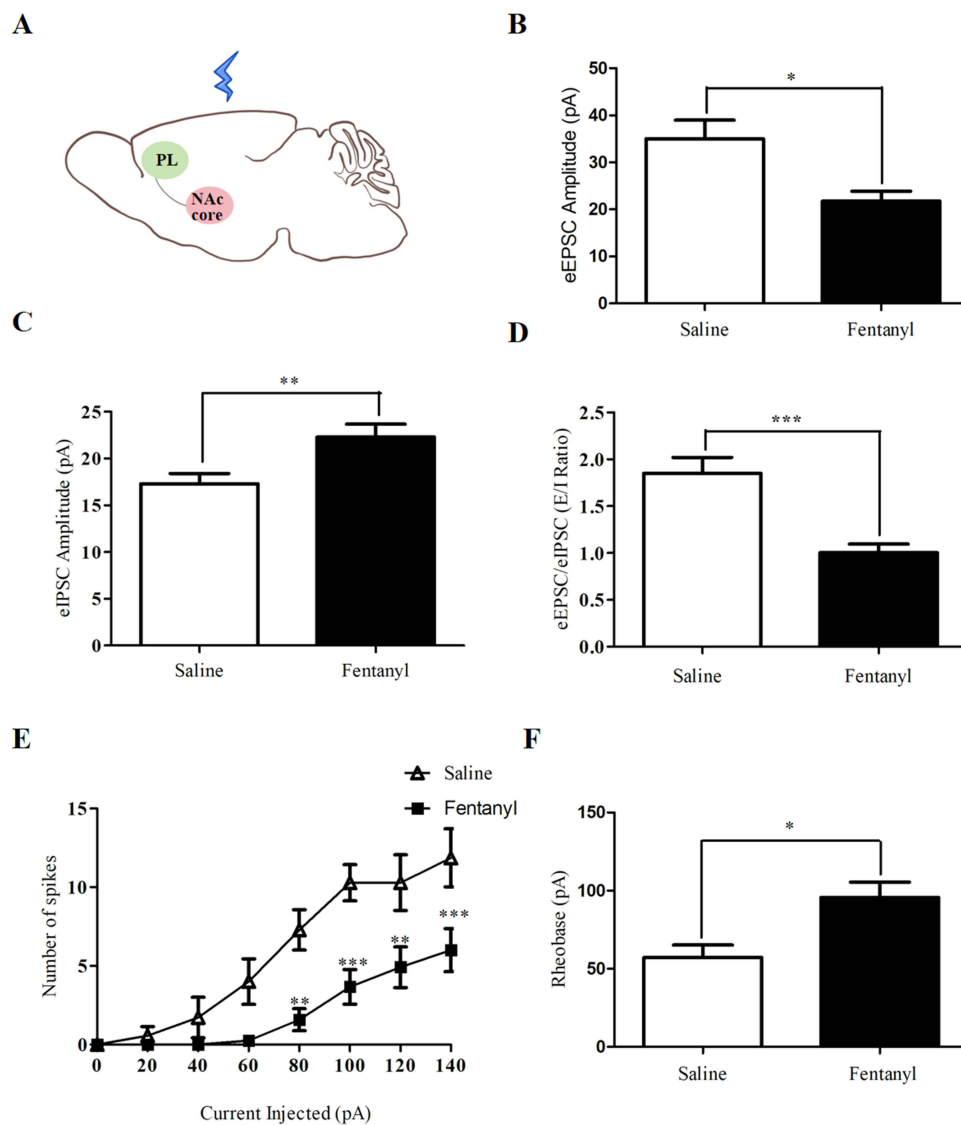 A
PL
NAc
core
B
eEPSC Amplitude (pA)
50
40
30
20
10
0
*
Saline
Fentanyl
C
eIPSC Amplitude (pA)
25
20
15
10
5
0
**
Saline
Fentanyl
D
eEPSC/eIPSC (E/I Ratio)
2.5
2.0
1.5
1.0
0.5
0.0
***
Saline
Fentanyl
E
Saline
Fentanyl
Number of spikes
15
10
5
0
**
***
**
***
0 20 40 60 80 100 120 140
Current Injected (pA)
F
Rheobase (pA)
150
100
50
0
*
Saline
Fentanyl